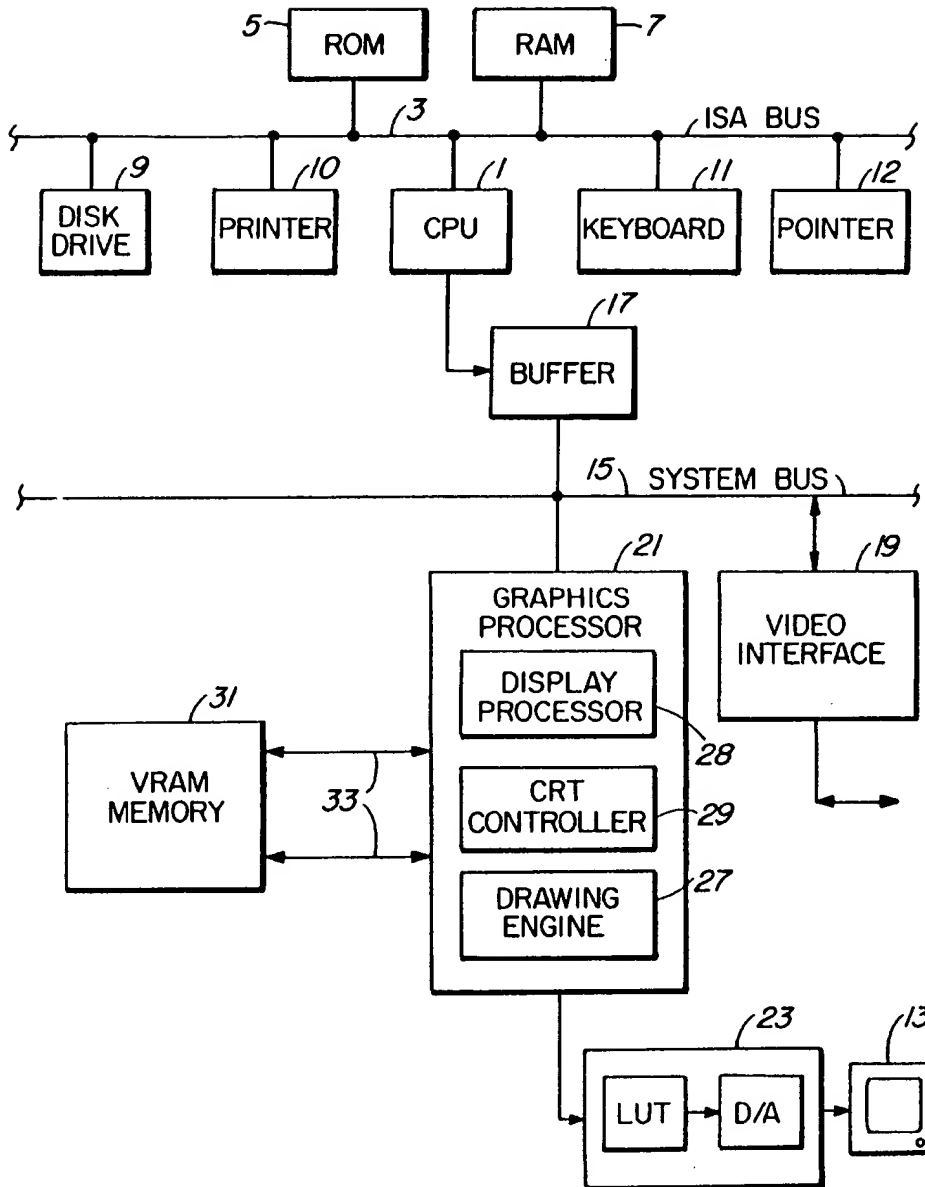 5
ROM
RAM
7
3
ISA BUS
9
DISK
DRIVE
10
PRINTER
1
CPU
11
KEYBOARD
12
POINTER
17
BUFFER
15
SYSTEM BUS
21
GRAPHICS
PROCESSOR
19
VIDEO
INTERFACE
DISPLAY
PROCESSOR
28
31
VRAM
MEMORY
33
CRT
CONTROLLER
29
DRAWING
ENGINE
27
23
LUT
D/A
13